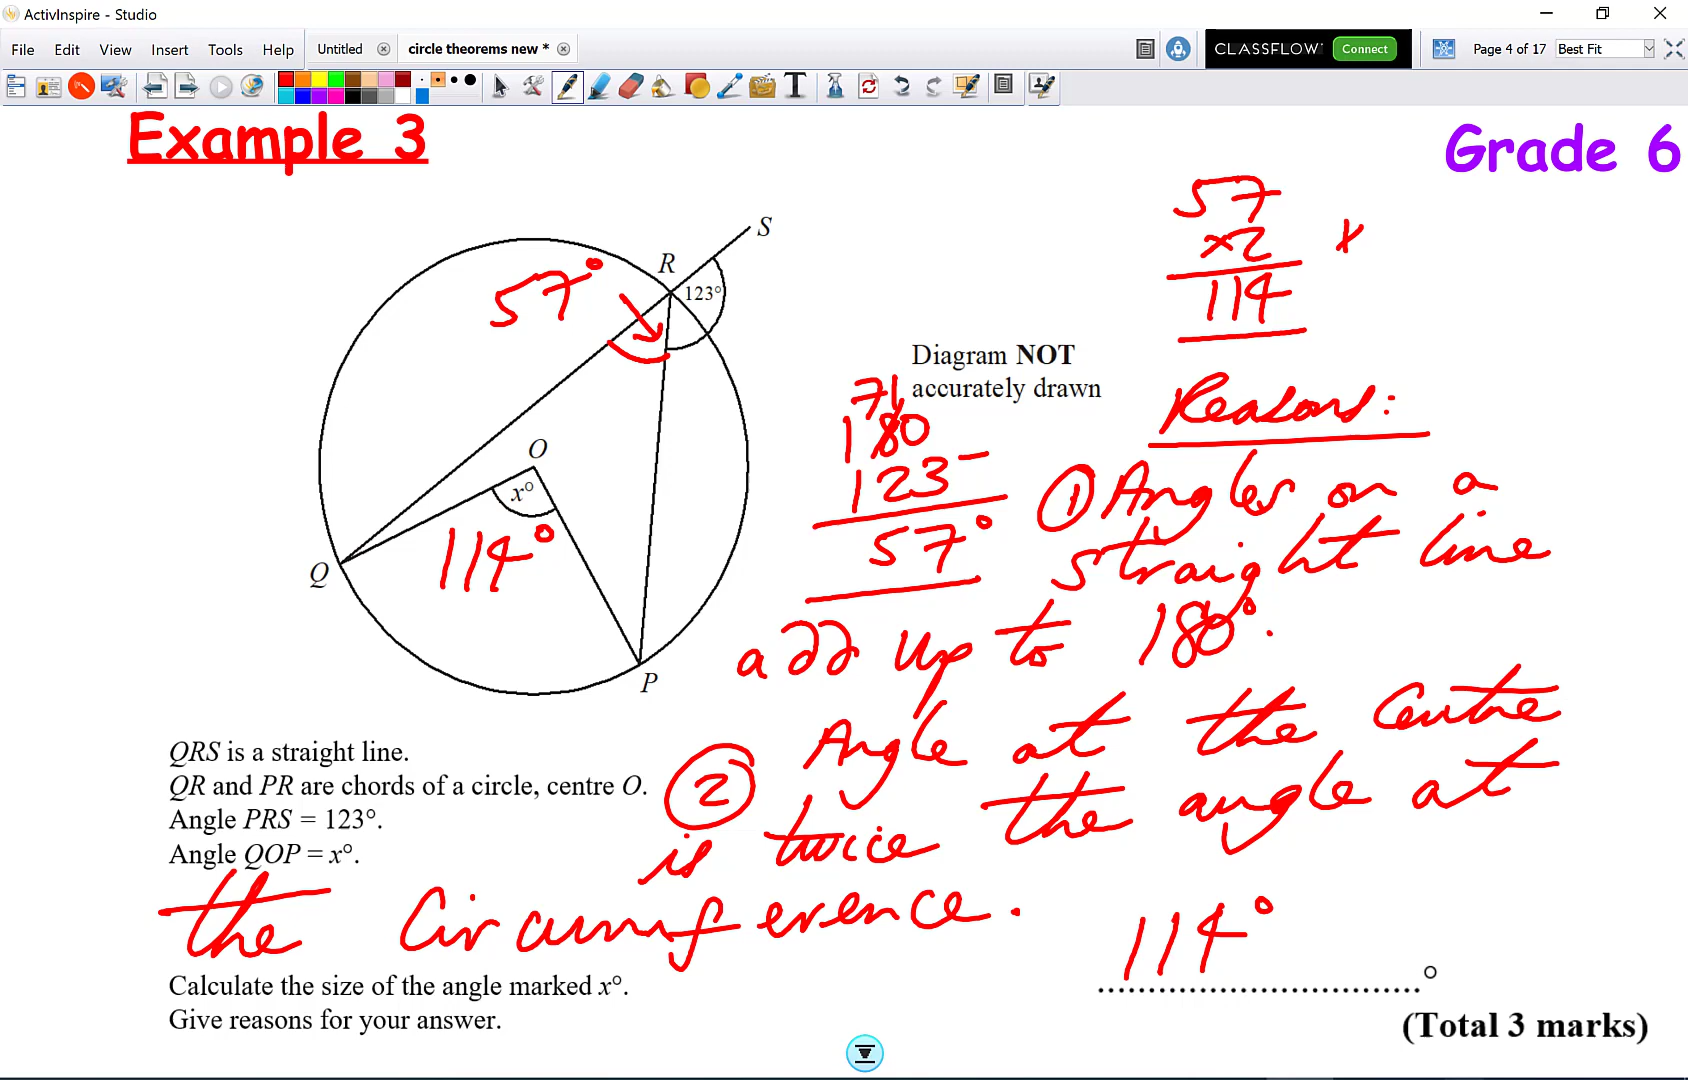 ActivInspire - Studio
File Edit View Insert Tools Help Untitled circle theorems new *
CLASSFLOW Connect Page 4 of 17 Best Fit
Example 3
Grade 6
57
×2 ×
114
S
R
123°
57°
Diagram NOT
accurately drawn
71
180
123 -
57°
Reasons:
① Angles on a
straight line
add up to 180°.
O
x°
114°
Q
P
② Angle at the centre
is twice the angle at
the circumference.
QRS is a straight line.
QR and PR are chords of a circle, centre O.
Angle PRS = 123°.
Angle QOP = x°.
Calculate the size of the angle marked x°.
Give reasons for your answer.
114°
.................................°
(Total 3 marks)